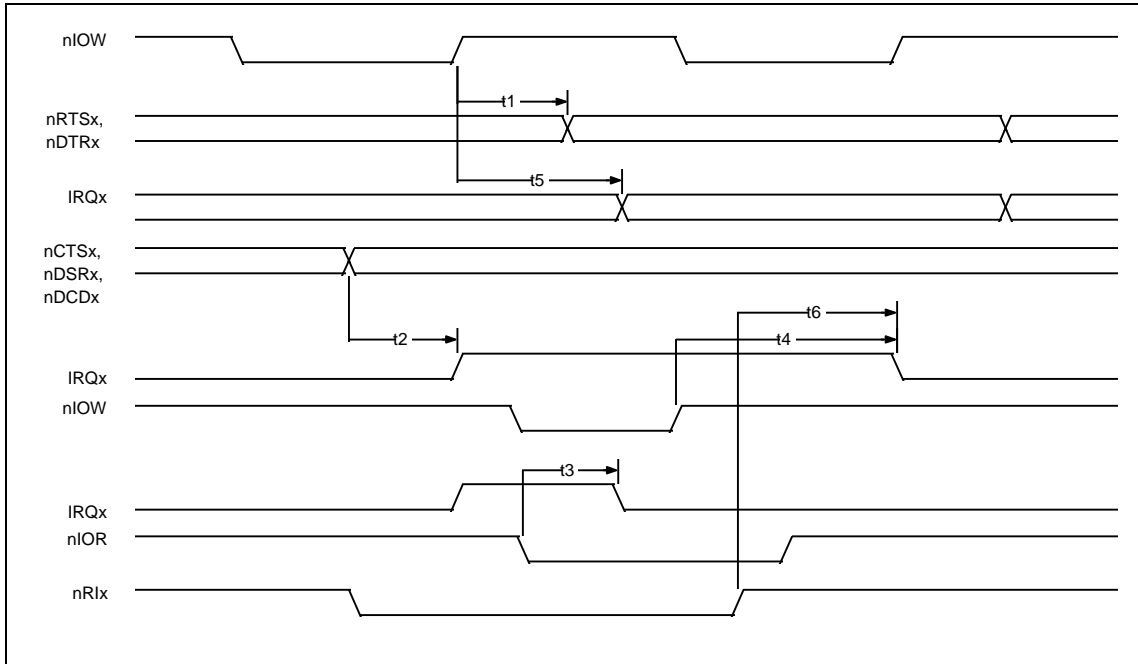 nIOW
t1
nRTSx,
nDTRx
t5
IRQx
nCTSx,
nDSRx,
nDCDx
t6
t2
t4
IRQx
nIOW
t3
IRQx
nIOR
nRIx